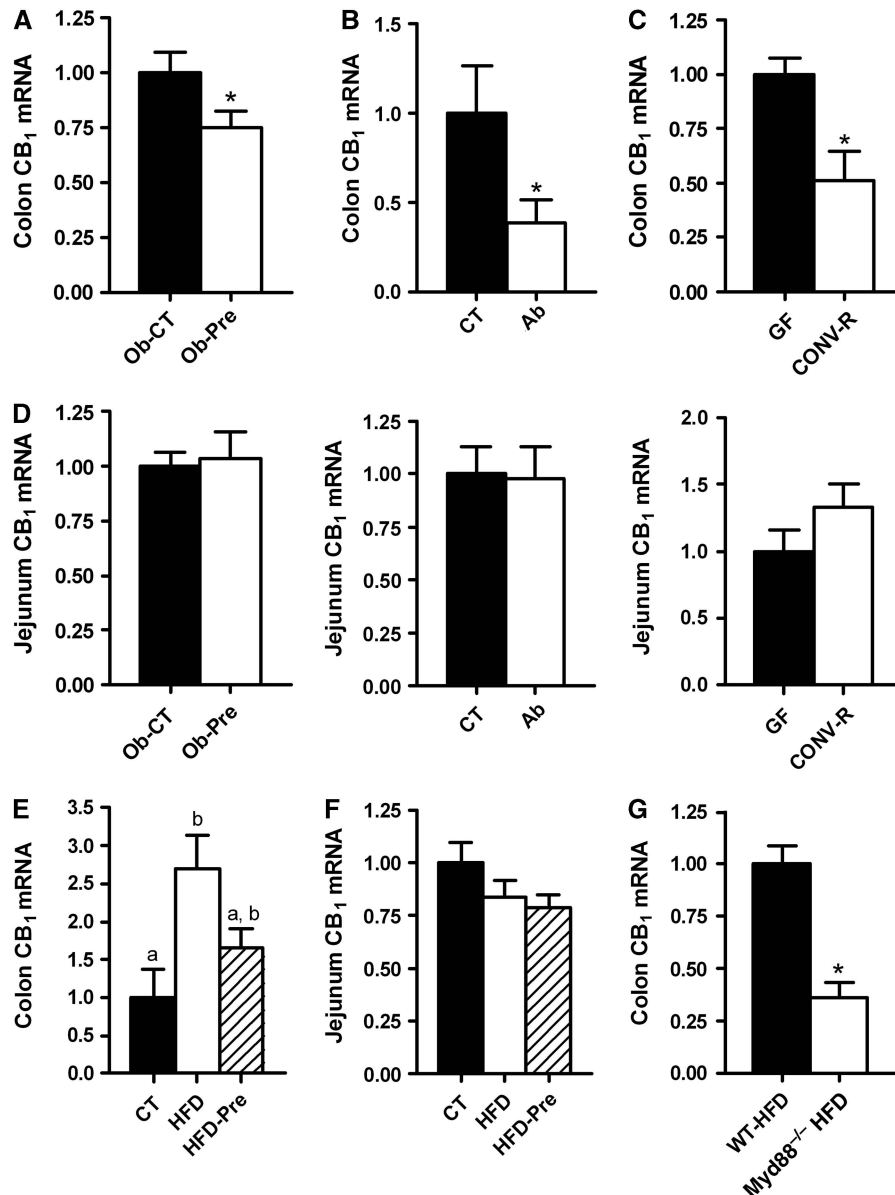 A
Colon CB₁ mRNA
1.25
1.00
0.75
0.50
0.25
0.00
*
Ob-CT
Ob-Pre
B
Colon CB₁ mRNA
1.5
1.0
0.5
0.0
*
CT
Ab
C
Colon CB₁ mRNA
1.25
1.00
0.75
0.50
0.25
0.00
*
GF
CONV-R
D
Jejunum CB₁ mRNA
1.25
1.00
0.75
0.50
0.25
0.00
Ob-CT
Ob-Pre
Jejunum CB₁ mRNA
1.25
1.00
0.75
0.50
0.25
0.00
CT
Ab
Jejunum CB₁ mRNA
2.0
1.5
1.0
0.5
0.0
GF
CONV-R
E
Colon CB₁ mRNA
3.5
3.0
2.5
2.0
1.5
1.0
0.5
0.0
a
b
a, b
CT
HFD
HFD-Pre
F
Jejunum CB₁ mRNA
1.25
1.00
0.75
0.50
0.25
0.00
CT
HFD
HFD-Pre
G
Colon CB₁ mRNA
1.25
1.00
0.75
0.50
0.25
0.00
*
WT-HFD
Myd88⁻/⁻ HFD